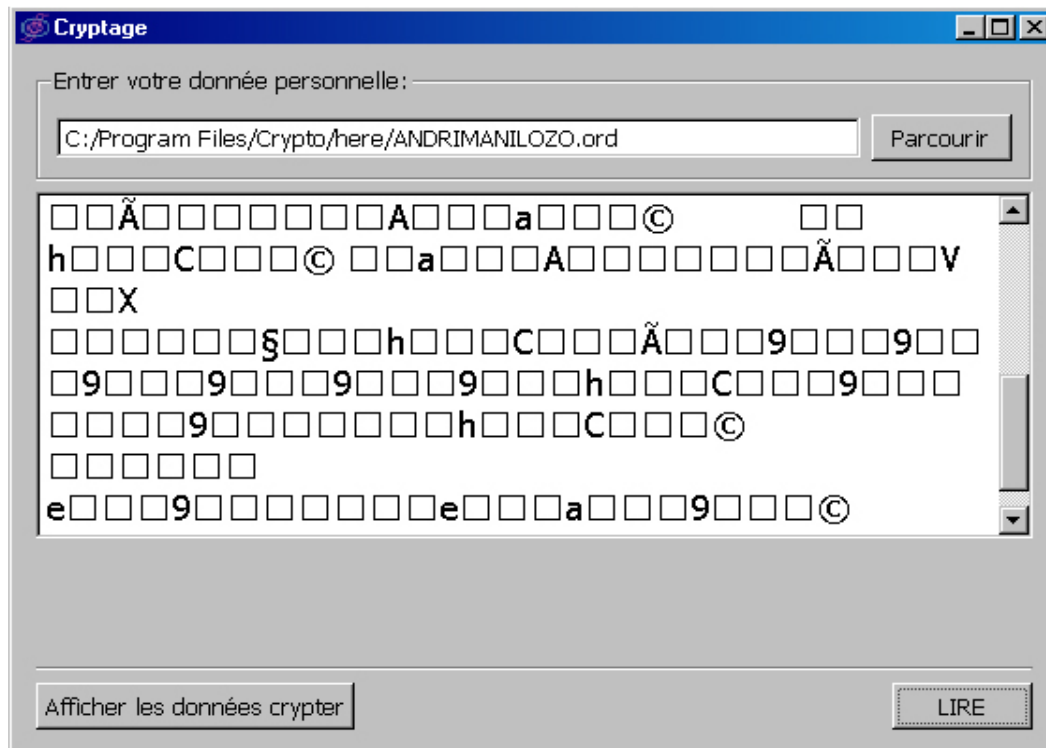 Cryptage
Entrer votre donnée personnelle:
C:/Program Files/Crypto/here/ANDRIMANILOZO.ord
Parcourir
□□Ã□□□□□□□A□□□a□□□© □□
h□□□C□□□© □□a□□□A□□□□□□□Ã□□□V
□□X
□□□□□□§□□□h□□□C□□□Ã□□□9□□□9□□
□9□□□9□□□9□□□9□□□h□□□C□□□9□□□
□□□□9□□□□□□□h□□□C□□□©
□□□□□□
e□□□9□□□□□□□e□□□a□□□9□□□©
Afficher les données crypter
LIRE